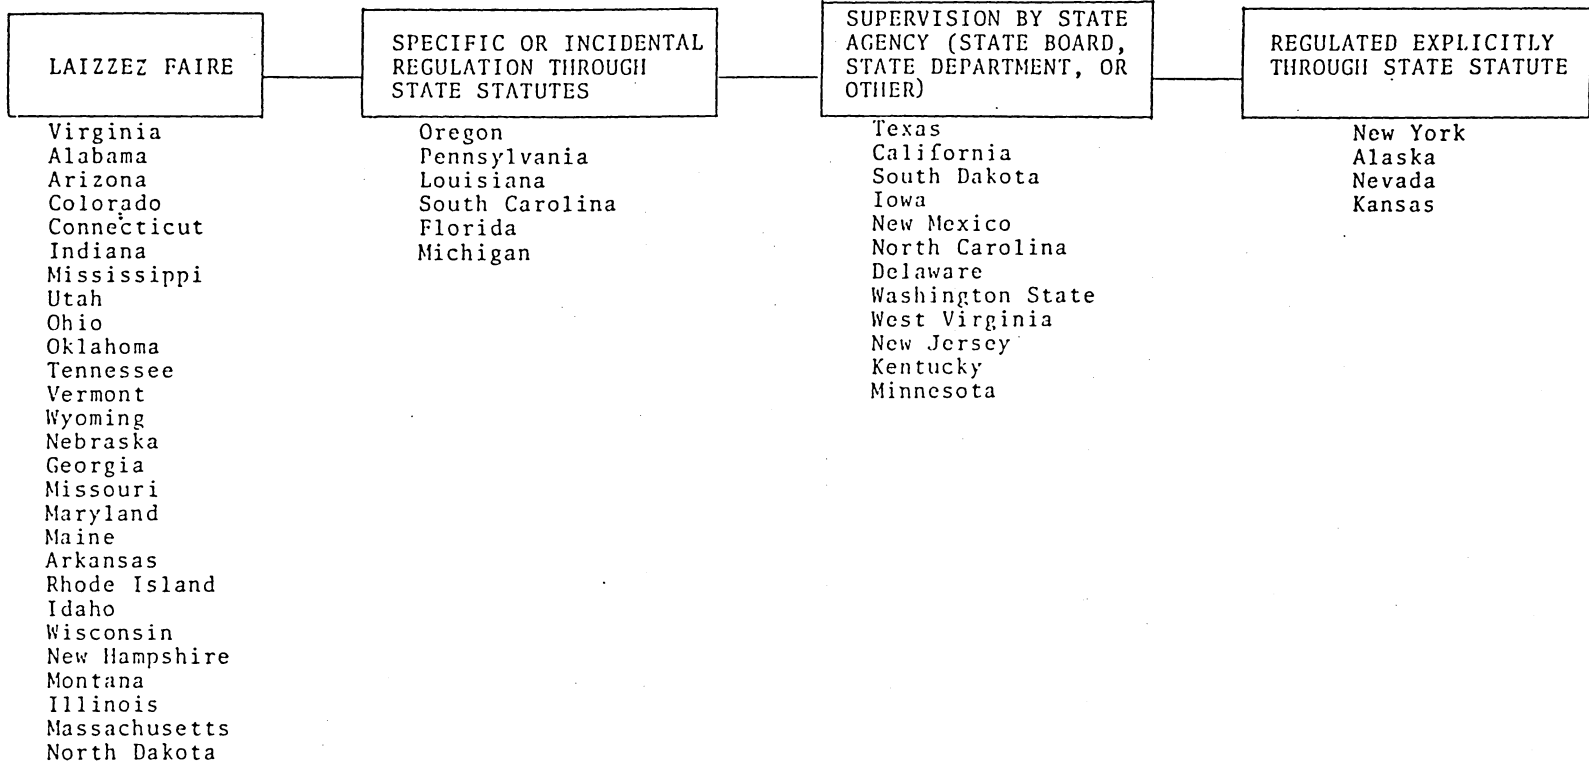 LAIZZEZ FAIRE
Virginia
Alabama
Arizona
Colorado
Connecticut
Indiana
Mississippi
Utah
Ohio
Oklahoma
Tennessee
Vermont
Wyoming
Nebraska
Georgia
Missouri
Maryland
Maine
Arkansas
Rhode Island
Idaho
Wisconsin
New Hampshire
Montana
Illinois
Massachusetts
North Dakota
SPECIFIC OR INCIDENTAL
REGULATION THROUGH
STATE STATUTES
Oregon
Pennsylvania
Louisiana
South Carolina
Florida
Michigan
SUPERVISION BY STATE
AGENCY (STATE BOARD,
STATE DEPARTMENT, OR
OTHER)
Texas
California
South Dakota
Iowa
New Mexico
North Carolina
Delaware
Washington State
West Virginia
New Jersey
Kentucky
Minnesota
REGULATED EXPLICITLY
THROUGH STATE STATUTE
New York
Alaska
Nevada
Kansas